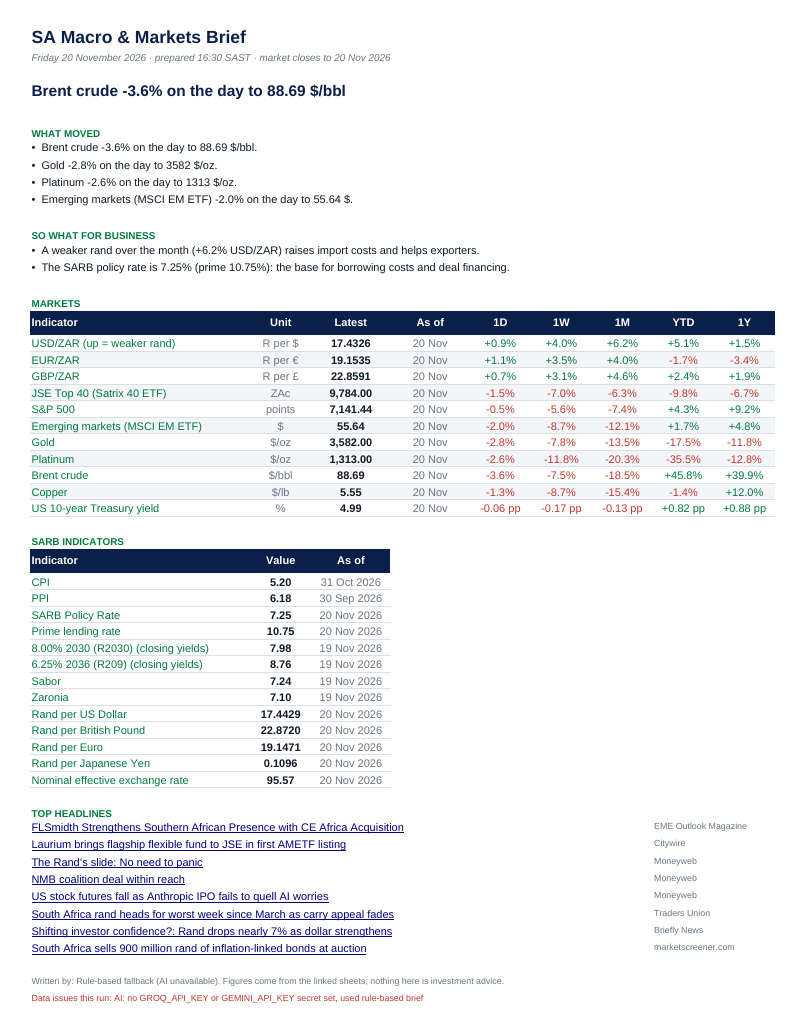 SA Macro & Markets Brief
Friday 20 November 2026 · prepared 16:30 SAST · market closes to 20 Nov 2026
Brent crude -3.6% on the day to 88.69 $/bbl
WHAT MOVED
• Brent crude -3.6% on the day to 88.69 $/bbl.
• Gold -2.8% on the day to 3582 $/oz.
• Platinum -2.6% on the day to 1313 $/oz.
• Emerging markets (MSCI EM ETF) -2.0% on the day to 55.64 $.
SO WHAT FOR BUSINESS
• A weaker rand over the month (+6.2% USD/ZAR) raises import costs and helps exporters.
• The SARB policy rate is 7.25% (prime 10.75%): the base for borrowing costs and deal financing.
MARKETS
Indicator Unit Latest As of 1D 1W 1M YTD 1Y
USD/ZAR (up = weaker rand) R per $ 17.4326 20 Nov +0.9% +4.0% +6.2% +5.1% +1.5%
EUR/ZAR R per € 19.1535 20 Nov +1.1% +3.5% +4.0% -1.7% -3.4%
GBP/ZAR R per £ 22.8591 20 Nov +0.7% +3.1% +4.6% +2.4% +1.9%
JSE Top 40 (Satrix 40 ETF) ZAc 9,784.00 20 Nov -1.5% -7.0% -6.3% -9.8% -6.7%
S&P 500 points 7,141.44 20 Nov -0.5% -5.6% -7.4% +4.3% +9.2%
Emerging markets (MSCI EM ETF) $ 55.64 20 Nov -2.0% -8.7% -12.1% +1.7% +4.8%
Gold $/oz 3,582.00 20 Nov -2.8% -7.8% -13.5% -17.5% -11.8%
Platinum $/oz 1,313.00 20 Nov -2.6% -11.8% -20.3% -35.5% -12.8%
Brent crude $/bbl 88.69 20 Nov -3.6% -7.5% -18.5% +45.8% +39.9%
Copper $/lb 5.55 20 Nov -1.3% -8.7% -15.4% -1.4% +12.0%
US 10-year Treasury yield % 4.99 20 Nov -0.06 pp -0.17 pp -0.13 pp +0.82 pp +0.88 pp
SARB INDICATORS
Indicator Value As of
CPI 5.20 31 Oct 2026
PPI 6.18 30 Sep 2026
SARB Policy Rate 7.25 20 Nov 2026
Prime lending rate 10.75 20 Nov 2026
8.00% 2030 (R2030) (closing yields) 7.98 19 Nov 2026
6.25% 2036 (R209) (closing yields) 8.76 19 Nov 2026
Sabor 7.24 19 Nov 2026
Zaronia 7.10 19 Nov 2026
Rand per US Dollar 17.4429 20 Nov 2026
Rand per British Pound 22.8720 20 Nov 2026
Rand per Euro 19.1471 20 Nov 2026
Rand per Japanese Yen 0.1096 20 Nov 2026
Nominal effective exchange rate 95.57 20 Nov 2026
TOP HEADLINES
FLSmidth Strengthens Southern African Presence with CE Africa Acquisition EME Outlook Magazine
Laurium brings flagship flexible fund to JSE in first AMETF listing Citywire
The Rand's slide: No need to panic Moneyweb
NMB coalition deal within reach Moneyweb
US stock futures fall as Anthropic IPO fails to quell AI worries Moneyweb
South Africa rand heads for worst week since March as carry appeal fades Traders Union
Shifting investor confidence?: Rand drops nearly 7% as dollar strengthens Briefly News
South Africa sells 900 million rand of inflation-linked bonds at auction marketscreener.com
Written by: Rule-based fallback (AI unavailable). Figures come from the linked sheets; nothing here is investment advice.
Data issues this run: AI: no GROQ_API_KEY or GEMINI_API_KEY secret set, used rule-based brief